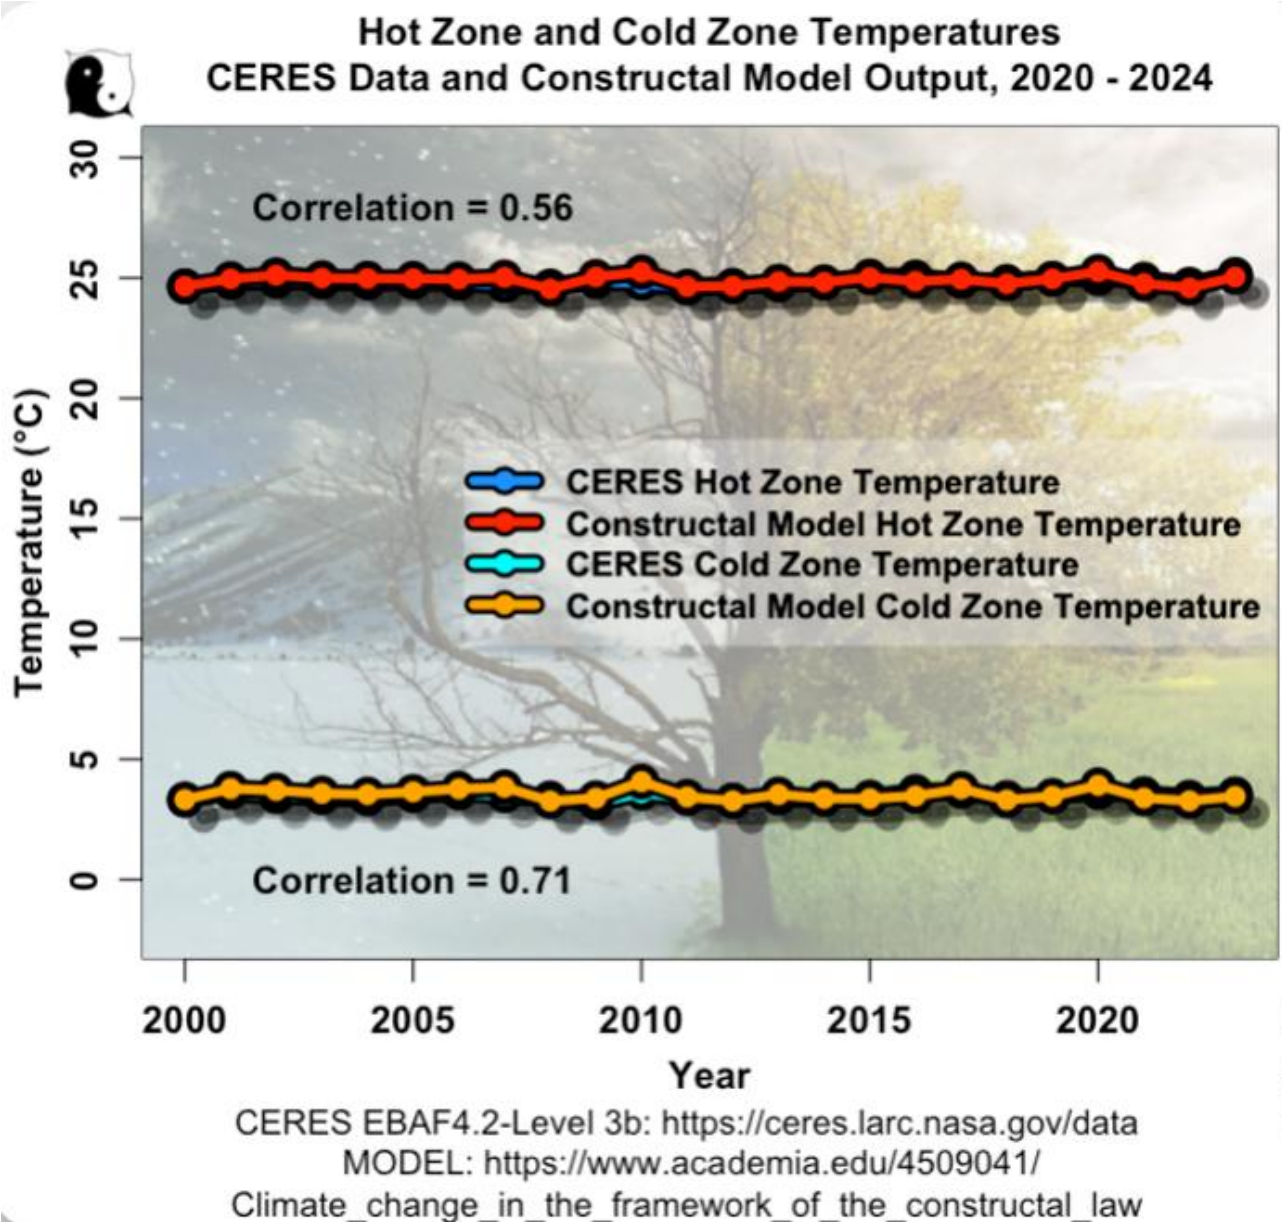 Hot Zone and Cold Zone Temperatures
CERES Data and Constructal Model Output, 2020 - 2024
30
25
20
15
10
5
0
Temperature (°C)
Correlation = 0.56
CERES Hot Zone Temperature
Constructal Model Hot Zone Temperature
CERES Cold Zone Temperature
Constructal Model Cold Zone Temperature
Correlation = 0.71
2000 2005 2010 2015 2020
Year
CERES EBAF4.2-Level 3b: https://ceres.larc.nasa.gov/data
MODEL: https://www.academia.edu/4509041/
Climate_change_in_the_framework_of_the_constructal_law